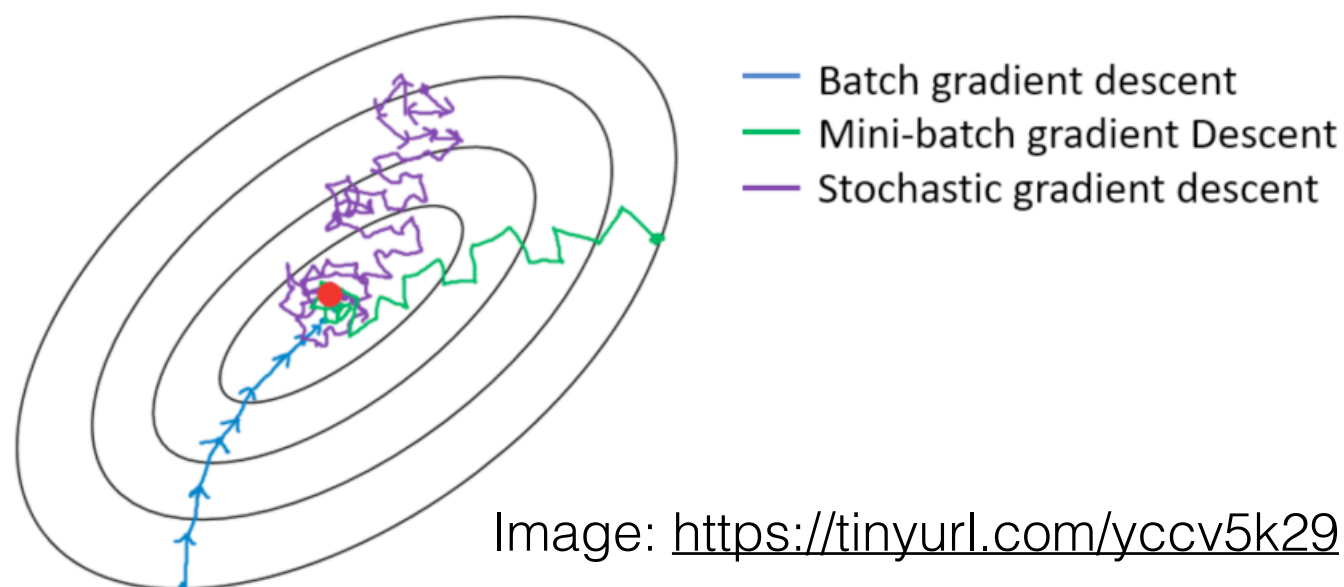 Batch gradient descent
Mini-batch gradient Descent
Stochastic gradient descent
Image: https://tinyurl.com/yccv5k29